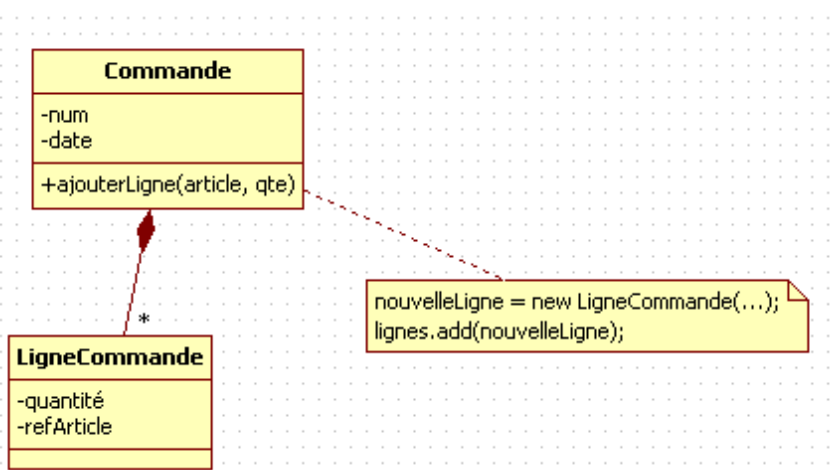 Commande
-num
-date
+ajouterLigne(article, qte)
*
nouvelleLigne = new LigneCommande(...);
lignes.add(nouvelleLigne);
LigneCommande
-quantité
-refArticle